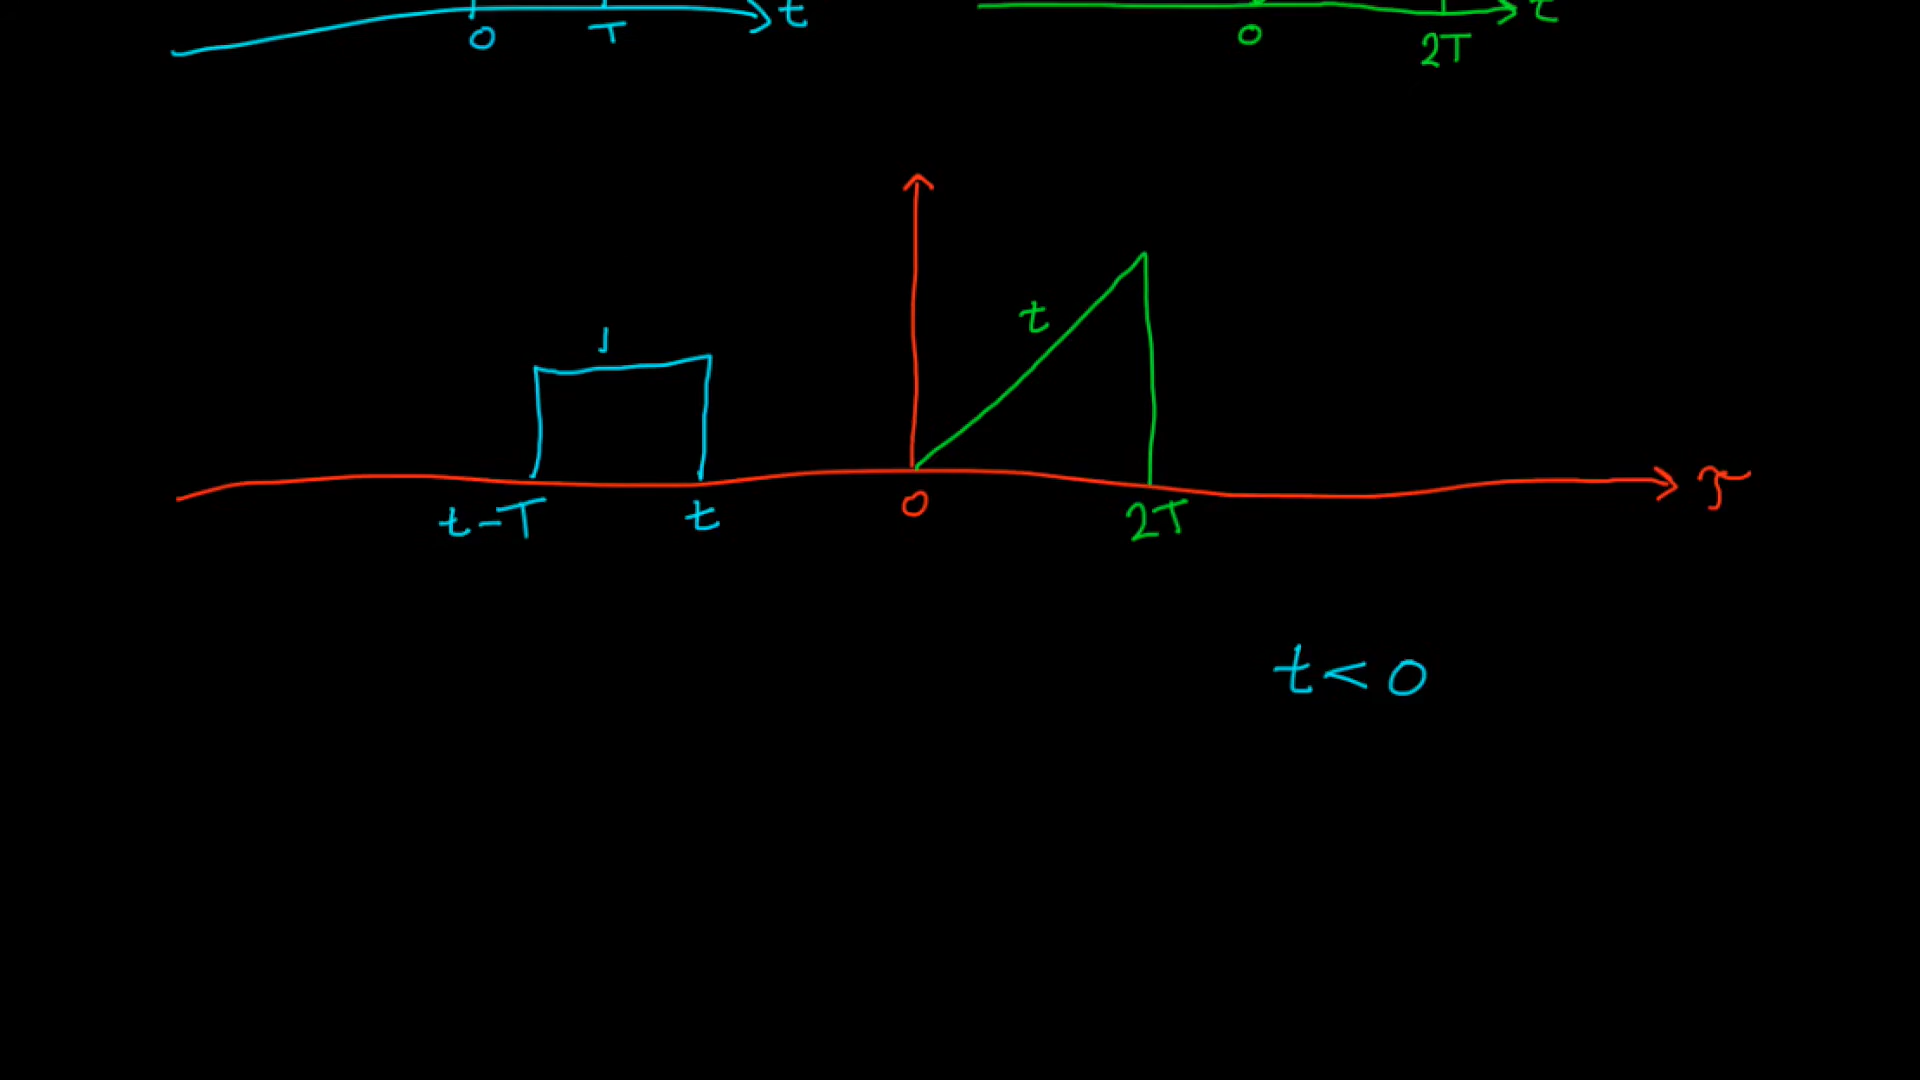 0 T t
0 2T t
1
t
t-T t 0 2T τ
t<0